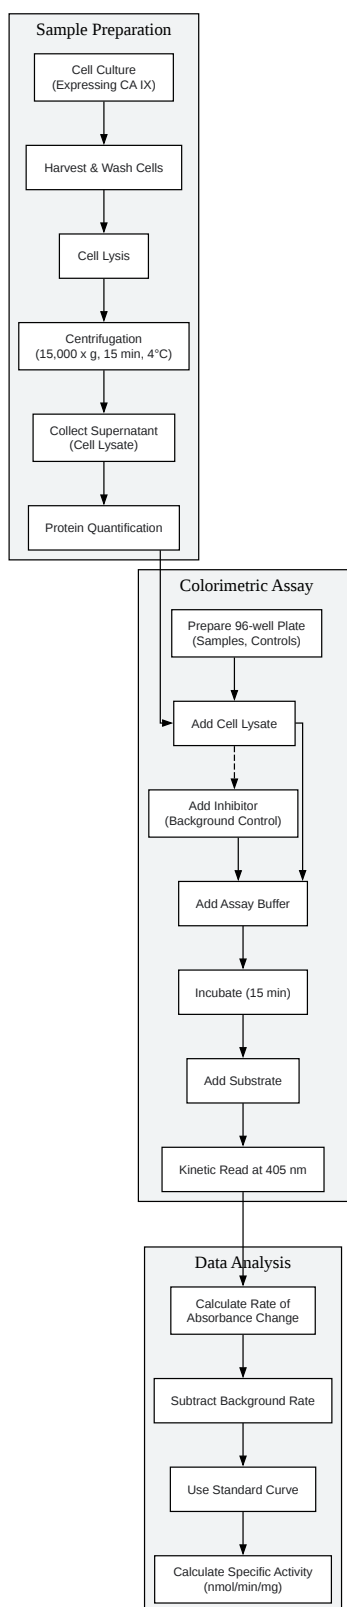 Sample Preparation
Cell Culture
(Expressing CA IX)
Harvest & Wash Cells
Cell Lysis
Centrifugation
(15,000 x g, 15 min, 4°C)
Collect Supernatant
(Cell Lysate)
Protein Quantification
Colorimetric Assay
Prepare 96-well Plate
(Samples, Controls)
Add Cell Lysate
Add Inhibitor
(Background Control)
Add Assay Buffer
Incubate (15 min)
Add Substrate
Kinetic Read at 405 nm
Data Analysis
Calculate Rate of
Absorbance Change
Subtract Background Rate
Use Standard Curve
Calculate Specific Activity
(nmol/min/mg)